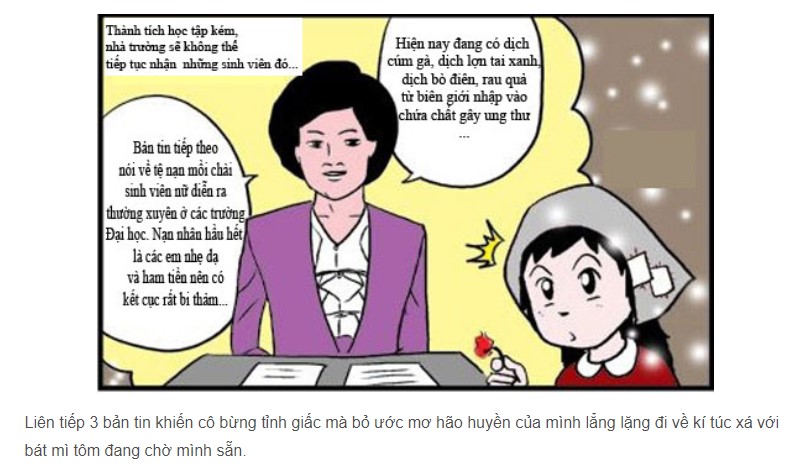 Thành tích học tập kém,
nhà trường sẽ không thể
tiếp tục nhận những sinh viên đó...
Hiện nay đang có dịch
cúm gà, dịch lợn tai xanh,
dịch bò điên, rau quả
từ biên giới nhập vào
chứa chất gây ung thư
...
Bản tin tiếp theo
nói về tệ nạn mồi chài
sinh viên nữ diễn ra
thường xuyên ở các trường
Đại học. Nạn nhân hầu hết
là các em nhẹ dạ
và ham tiền nên có
kết cục rất bi thảm...
Liên tiếp 3 bản tin khiến cô bừng tỉnh giấc mà bỏ ước mơ hão huyền của mình lẳng lặng đi về kí túc xá với
bát mì tôm đang chờ mình sẵn.